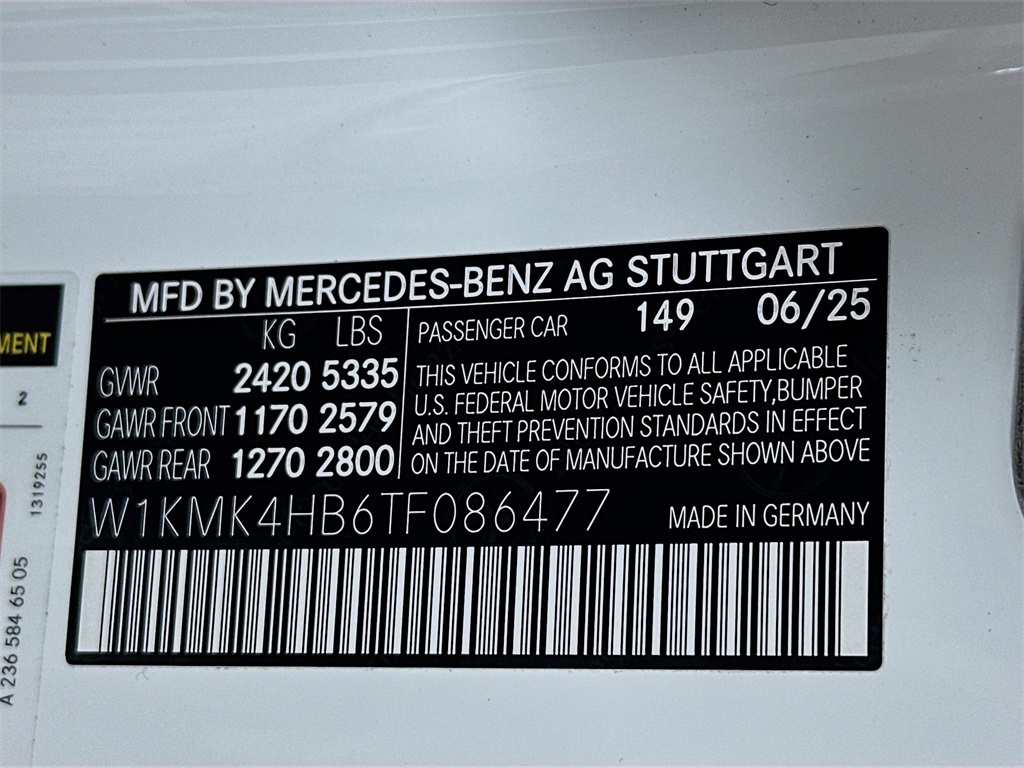 MFD BY MERCEDES-BENZ AG STUTTGART
KG LBS
GVWR 2420 5335
GAWR FRONT 1170 2579
GAWR REAR 1270 2800
PASSENGER CAR 149 06/25
THIS VEHICLE CONFORMS TO ALL APPLICABLE
U.S. FEDERAL MOTOR VEHICLE SAFETY, BUMPER
AND THEFT PREVENTION STANDARDS IN EFFECT
ON THE DATE OF MANUFACTURE SHOWN ABOVE
W1KMK4HB6TF086477 MADE IN GERMANY
MENT
2
1319255
A 236 584 65 05